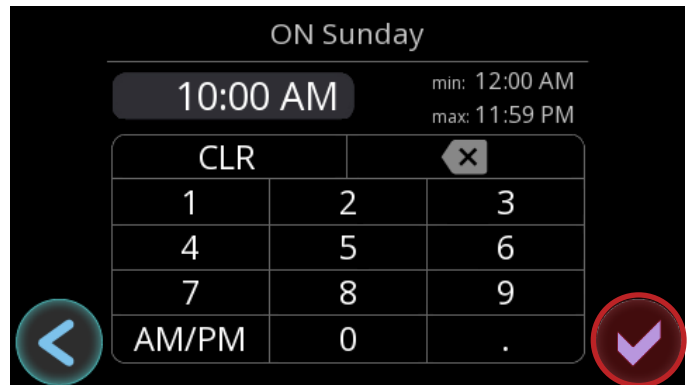 ON Sunday
10:00 AM
min: 12:00 AM
max: 11:59 PM
CLR
1 2 3
4 5 6
7 8 9
AM/PM 0 .